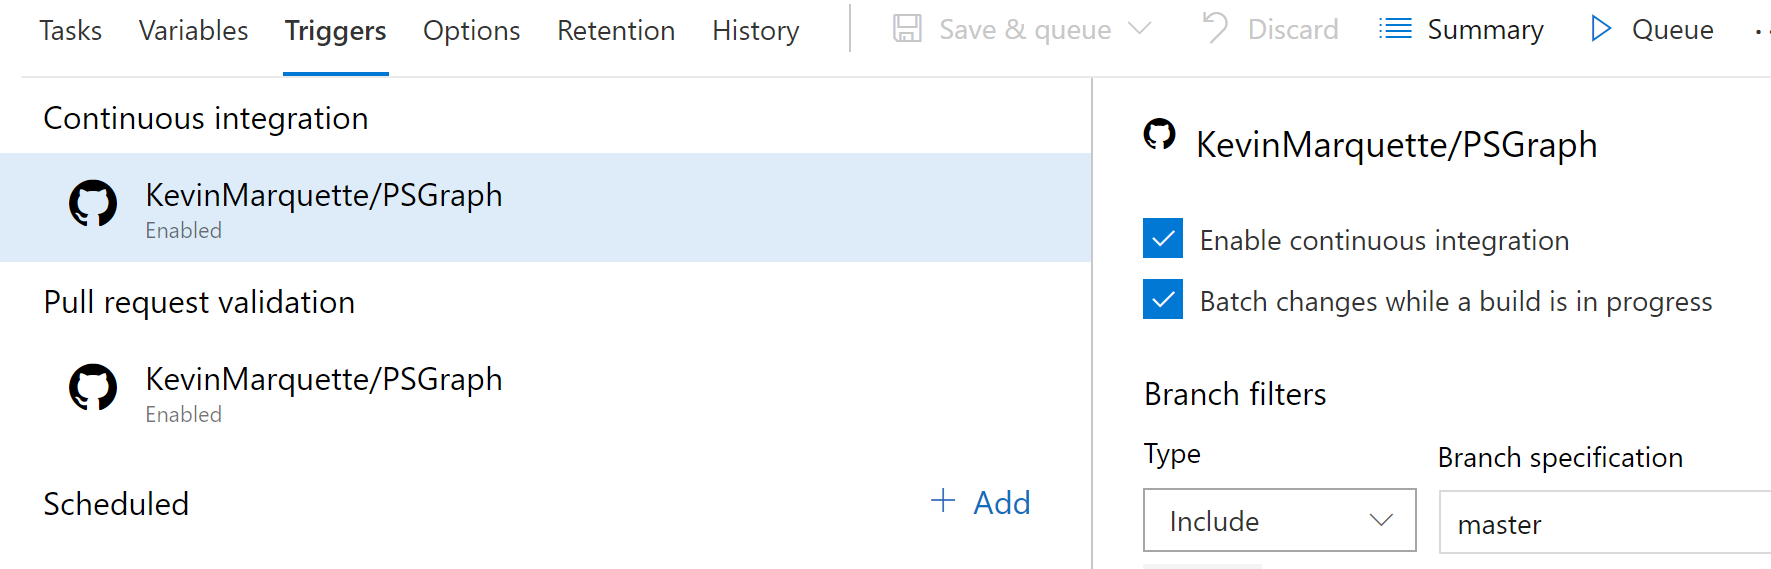 Tasks Variables Triggers Options Retention History Save & queue Discard Summary Queue
Continuous integration
KevinMarquette/PSGraph
Enabled
Pull request validation
KevinMarquette/PSGraph
Enabled
Scheduled + Add
KevinMarquette/PSGraph
Enable continuous integration
Batch changes while a build is in progress
Branch filters
Type Branch specification
Include master